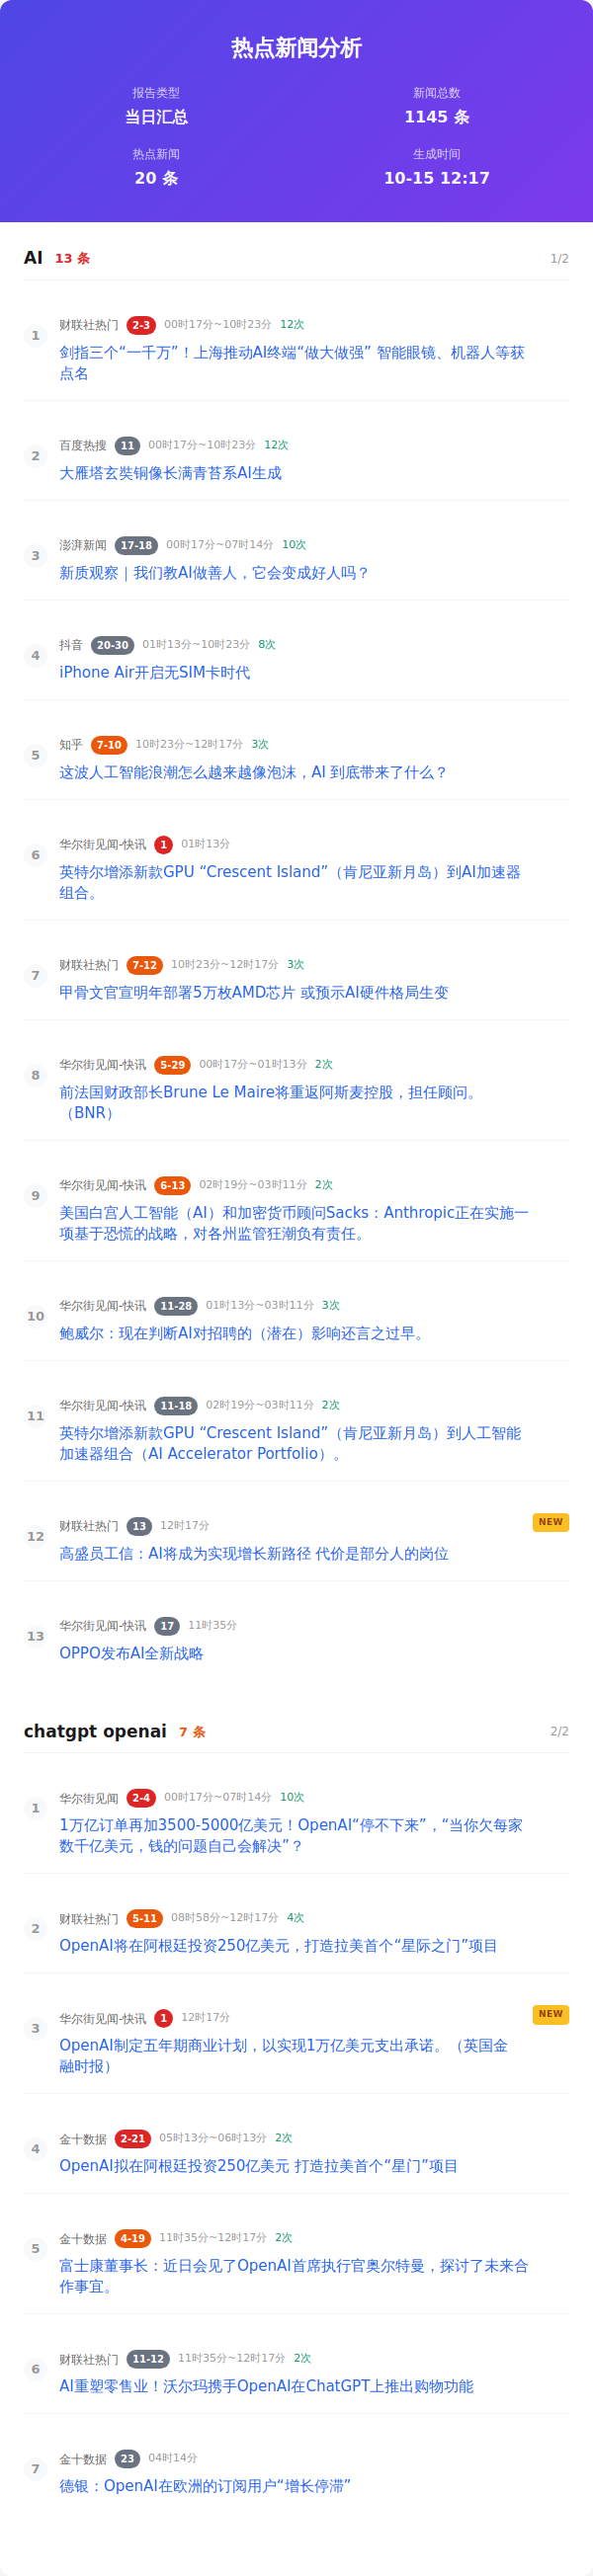 热点新闻分析
报告类型 新闻总数
当日汇总 1145 条
热点新闻 生成时间
20 条 10-15 12:17
AI 13 条 1/2
1 财联社热门 2-3 00时17分~10时23分 12次
剑指三个“一千万”！上海推动AI终端“做大做强” 智能眼镜、机器人等获
点名
2 百度热搜 11 00时17分~10时23分 12次
大雁塔玄奘铜像长满青苔系AI生成
3 澎湃新闻 17-18 00时17分~07时14分 10次
新质观察｜我们教AI做善人，它会变成好人吗？
4 抖音 20-30 01时13分~10时23分 8次
iPhone Air开启无SIM卡时代
5 知乎 7-10 10时23分~12时17分 3次
这波人工智能浪潮怎么越来越像泡沫，AI 到底带来了什么？
6 华尔街见闻-快讯 1 01时13分
英特尔增添新款GPU “Crescent Island”（肯尼亚新月岛）到AI加速器
组合。
7 财联社热门 7-12 10时23分~12时17分 3次
甲骨文官宣明年部署5万枚AMD芯片 或预示AI硬件格局生变
8 华尔街见闻-快讯 5-29 00时17分~01时13分 2次
前法国财政部长Brune Le Maire将重返阿斯麦控股，担任顾问。
（BNR）
9 华尔街见闻-快讯 6-13 02时19分~03时11分 2次
美国白宫人工智能（AI）和加密货币顾问Sacks：Anthropic正在实施一
项基于恐慌的战略，对各州监管狂潮负有责任。
10 华尔街见闻-快讯 11-28 01时13分~03时11分 3次
鲍威尔：现在判断AI对招聘的（潜在）影响还言之过早。
11 华尔街见闻-快讯 11-18 02时19分~03时11分 2次
英特尔增添新款GPU “Crescent Island”（肯尼亚新月岛）到人工智能
加速器组合（AI Accelerator Portfolio）。
12 财联社热门 13 12时17分 NEW
高盛员工信：AI将成为实现增长新路径 代价是部分人的岗位
13 华尔街见闻-快讯 17 11时35分
OPPO发布AI全新战略
chatgpt openai 7 条 2/2
1 华尔街见闻 2-4 00时17分~07时14分 10次
1万亿订单再加3500-5000亿美元！OpenAI“停不下来”，“当你欠每家
数千亿美元，钱的问题自己会解决”？
2 财联社热门 5-11 08时58分~12时17分 4次
OpenAI将在阿根廷投资250亿美元，打造拉美首个“星际之门”项目
3 华尔街见闻-快讯 1 12时17分 NEW
OpenAI制定五年期商业计划，以实现1万亿美元支出承诺。（英国金
融时报）
4 金十数据 2-21 05时13分~06时13分 2次
OpenAI拟在阿根廷投资250亿美元 打造拉美首个“星门”项目
5 金十数据 4-19 11时35分~12时17分 2次
富士康董事长：近日会见了OpenAI首席执行官奥尔特曼，探讨了未来合
作事宜。
6 财联社热门 11-12 11时35分~12时17分 2次
AI重塑零售业！沃尔玛携手OpenAI在ChatGPT上推出购物功能
7 金十数据 23 04时14分
德银：OpenAI在欧洲的订阅用户“增长停滞”